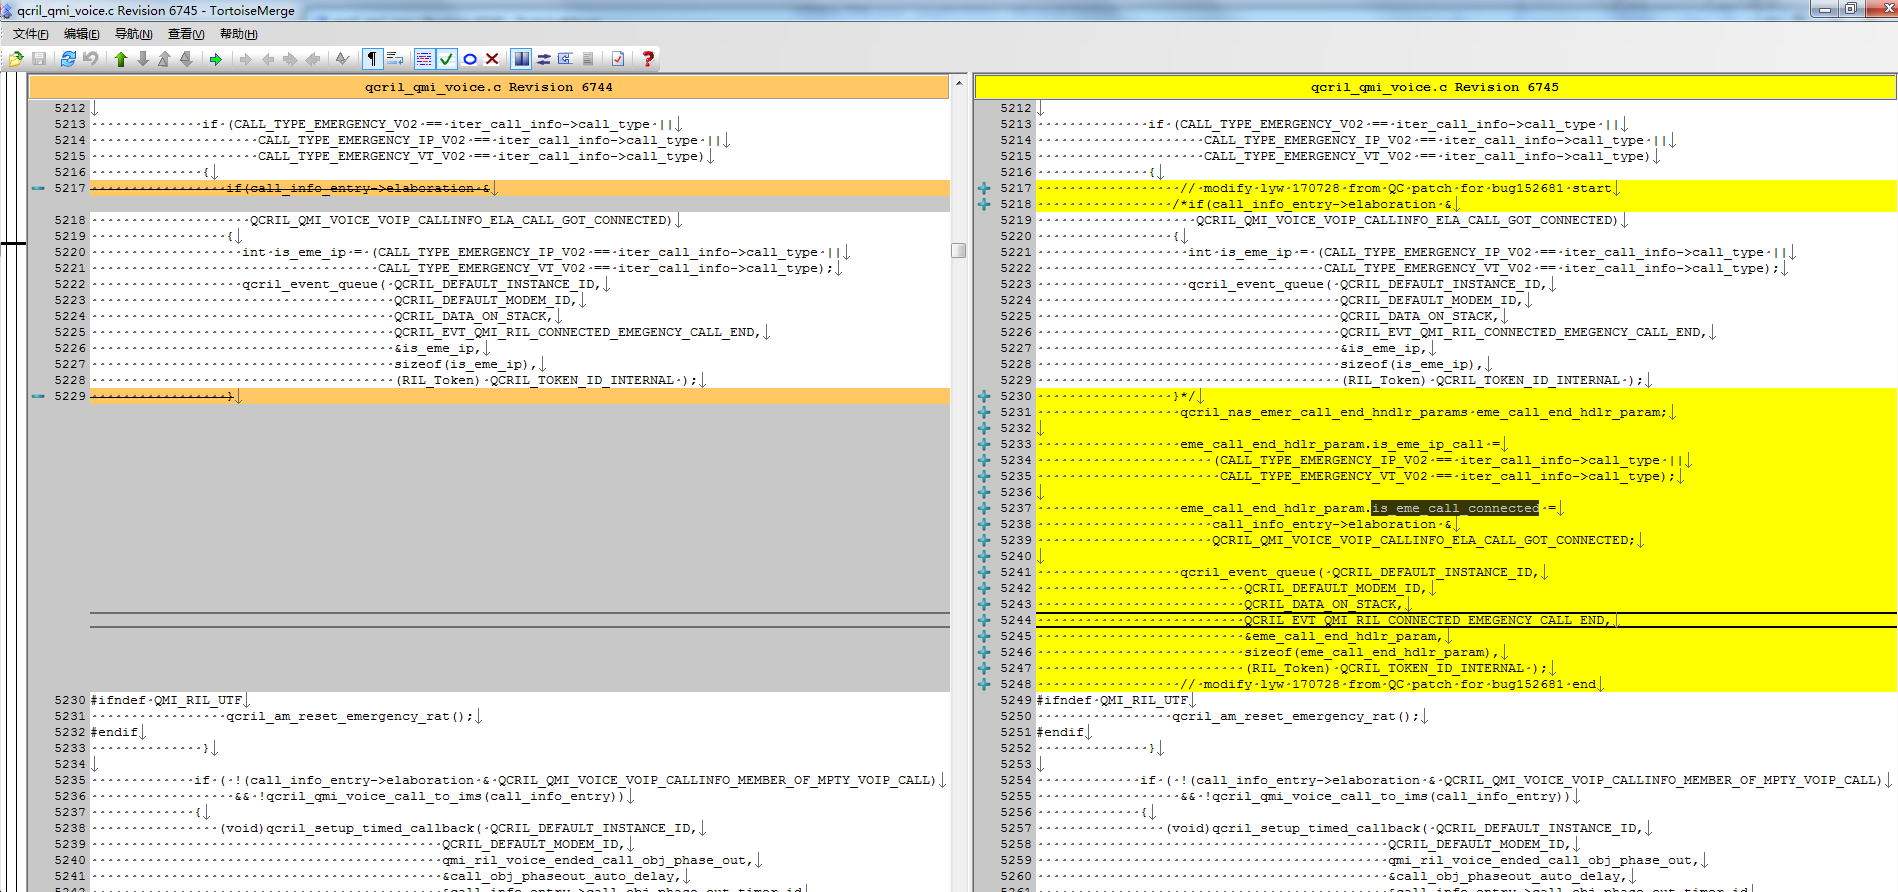 qcril_qmi_voice.c Revision 6745 - TortoiseMerge
文件(F) 编辑(E) 导航(N) 查看(V) 帮助(H)
qcril_qmi_voice.c Revision 6744
5212
5213 if (CALL_TYPE_EMERGENCY_V02 == iter_call_info->call_type ||
5214 CALL_TYPE_EMERGENCY_IP_V02 == iter_call_info->call_type ||
5215 CALL_TYPE_EMERGENCY_VT_V02 == iter_call_info->call_type)
5216 {
5217 if(call_info_entry->elaboration &
5218 QCRIL_QMI_VOICE_VOIP_CALLINFO_ELA_CALL_GOT_CONNECTED)
5219 {
5220 int is_eme_ip = (CALL_TYPE_EMERGENCY_IP_V02 == iter_call_info->call_type ||
5221 CALL_TYPE_EMERGENCY_VT_V02 == iter_call_info->call_type);
5222 qcril_event_queue( QCRIL_DEFAULT_INSTANCE_ID,
5223 QCRIL_DEFAULT_MODEM_ID,
5224 QCRIL_DATA_ON_STACK,
5225 QCRIL_EVT_QMI_RIL_CONNECTED_EMEGENCY_CALL_END,
5226 &is_eme_ip,
5227 sizeof(is_eme_ip),
5228 (RIL_Token) QCRIL_TOKEN_ID_INTERNAL );
5229 }
5230 #ifndef QMI_RIL_UTF
5231 qcril_am_reset_emergency_rat();
5232 #endif
5233 }
5234
5235 if ( !(call_info_entry->elaboration & QCRIL_QMI_VOICE_VOIP_CALLINFO_MEMBER_OF_MPTY_VOIP_CALL)
5236 && !qcril_qmi_voice_call_to_ims(call_info_entry))
5237 {
5238 (void)qcril_setup_timed_callback( QCRIL_DEFAULT_INSTANCE_ID,
5239 QCRIL_DEFAULT_MODEM_ID,
5240 qmi_ril_voice_ended_call_obj_phase_out,
5241 &call_obj_phaseout_auto_delay,
5242 &call_info_entry->call_obj_phase_out_timer_id
qcril_qmi_voice.c Revision 6745
5212
5213 if (CALL_TYPE_EMERGENCY_V02 == iter_call_info->call_type ||
5214 CALL_TYPE_EMERGENCY_IP_V02 == iter_call_info->call_type ||
5215 CALL_TYPE_EMERGENCY_VT_V02 == iter_call_info->call_type)
5216 {
5217 // modify lyw 170728 from QC patch for bug152681 start
5218 /*if(call_info_entry->elaboration &
5219 QCRIL_QMI_VOICE_VOIP_CALLINFO_ELA_CALL_GOT_CONNECTED)
5220 {
5221 int is_eme_ip = (CALL_TYPE_EMERGENCY_IP_V02 == iter_call_info->call_type ||
5222 CALL_TYPE_EMERGENCY_VT_V02 == iter_call_info->call_type);
5223 qcril_event_queue( QCRIL_DEFAULT_INSTANCE_ID,
5224 QCRIL_DEFAULT_MODEM_ID,
5225 QCRIL_DATA_ON_STACK,
5226 QCRIL_EVT_QMI_RIL_CONNECTED_EMEGENCY_CALL_END,
5227 &is_eme_ip,
5228 sizeof(is_eme_ip),
5229 (RIL_Token) QCRIL_TOKEN_ID_INTERNAL );
5230 }*/
5231 qcril_nas_emer_call_end_hndlr_params eme_call_end_hdlr_param;
5232
5233 eme_call_end_hdlr_param.is_eme_ip_call =
5234 (CALL_TYPE_EMERGENCY_IP_V02 == iter_call_info->call_type ||
5235 CALL_TYPE_EMERGENCY_VT_V02 == iter_call_info->call_type);
5236
5237 eme_call_end_hdlr_param.is_eme_call_connected =
5238 call_info_entry->elaboration &
5239 QCRIL_QMI_VOICE_VOIP_CALLINFO_ELA_CALL_GOT_CONNECTED;
5240
5241 qcril_event_queue( QCRIL_DEFAULT_INSTANCE_ID,
5242 QCRIL_DEFAULT_MODEM_ID,
5243 QCRIL_DATA_ON_STACK,
5244 QCRIL_EVT_QMI_RIL_CONNECTED_EMEGENCY_CALL_END,
5245 &eme_call_end_hdlr_param,
5246 sizeof(eme_call_end_hdlr_param),
5247 (RIL_Token) QCRIL_TOKEN_ID_INTERNAL );
5248 // modify lyw 170728 from QC patch for bug152681 end
5249 #ifndef QMI_RIL_UTF
5250 qcril_am_reset_emergency_rat();
5251 #endif
5252 }
5253
5254 if ( !(call_info_entry->elaboration & QCRIL_QMI_VOICE_VOIP_CALLINFO_MEMBER_OF_MPTY_VOIP_CALL)
5255 && !qcril_qmi_voice_call_to_ims(call_info_entry))
5256 {
5257 (void)qcril_setup_timed_callback( QCRIL_DEFAULT_INSTANCE_ID,
5258 QCRIL_DEFAULT_MODEM_ID,
5259 qmi_ril_voice_ended_call_obj_phase_out,
5260 &call_obj_phaseout_auto_delay,
5261 &call_info_entry->call_obj_phase_out_timer_id